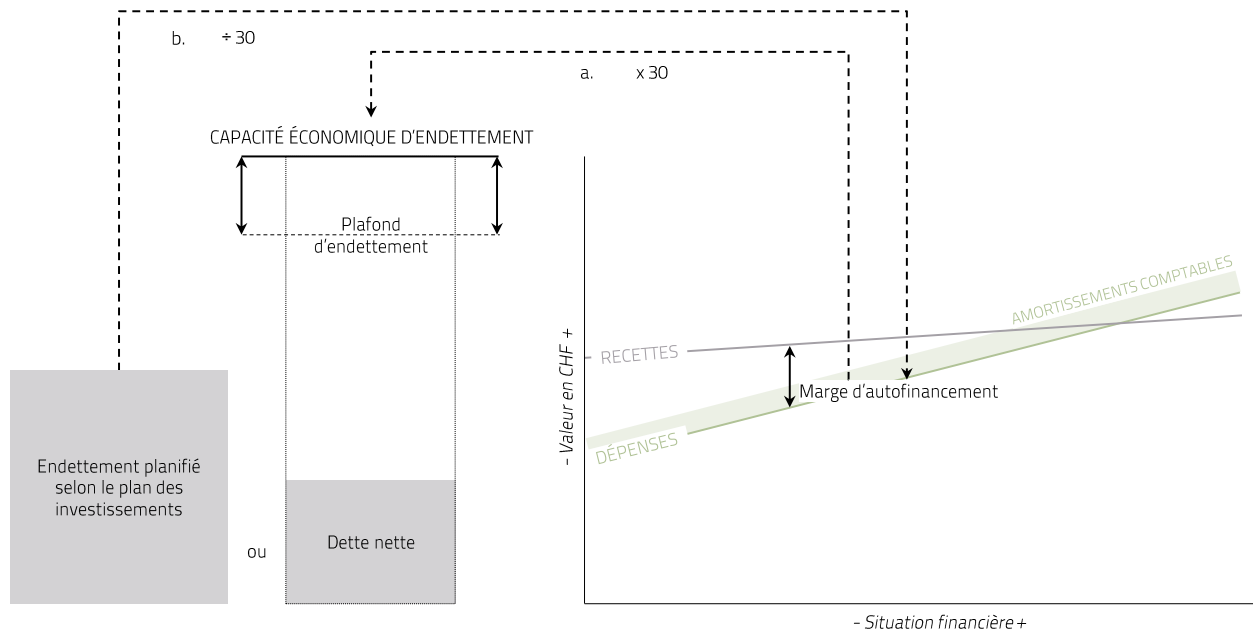 b. ÷ 30
a. x 30
CAPACITÉ ÉCONOMIQUE D'ENDETTEMENT
Plafond
d'endettement
Endettement planifié
selon le plan des
investissements
ou
Dette nette
- Valeur en CHF +
RECETTES
DÉPENSES
AMORTISSEMENTS COMPTABLES
Marge d'autofinancement
- Situation financière +